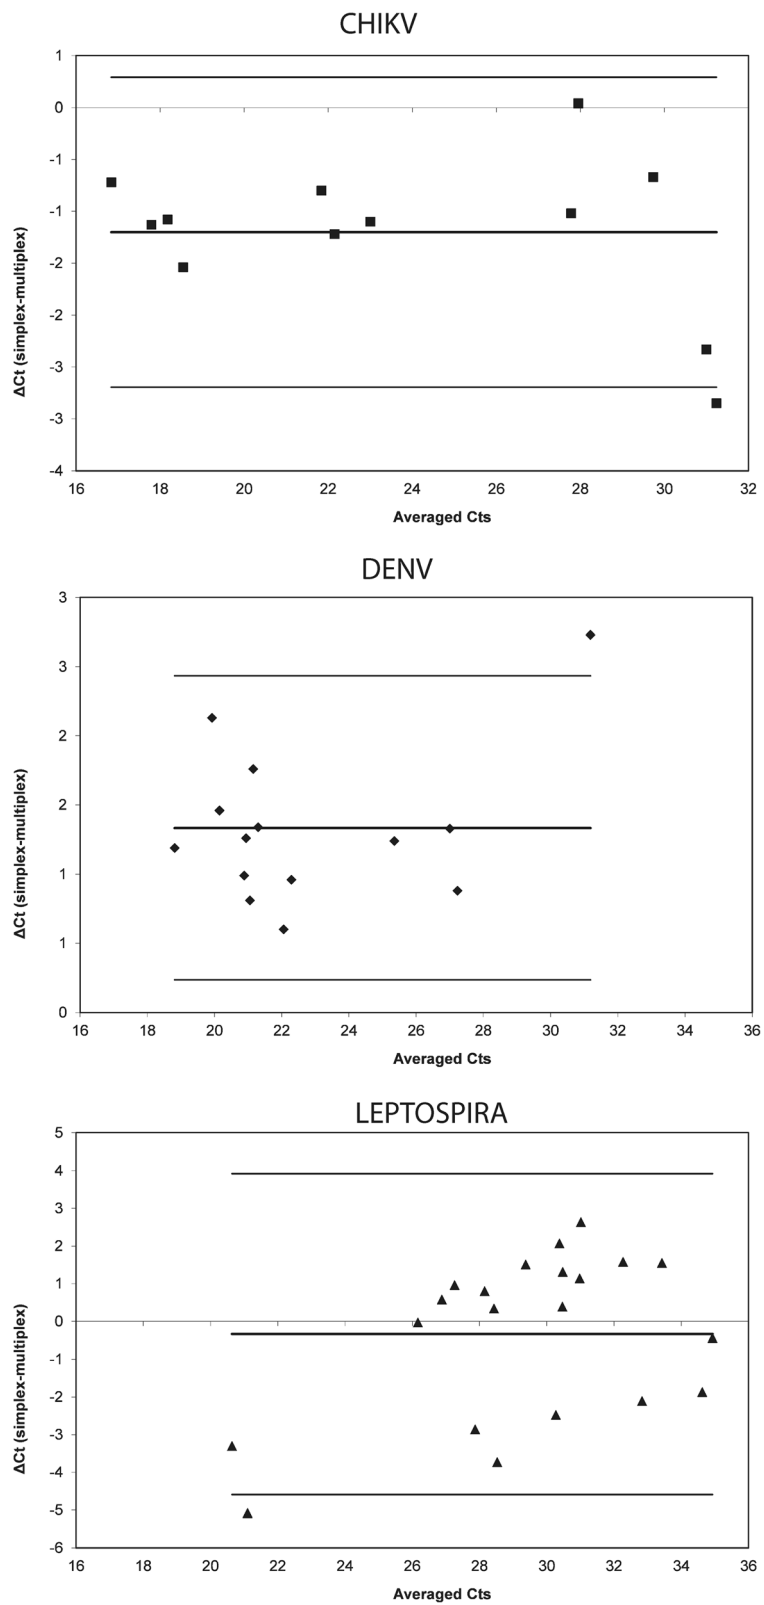 CHIKV
1
0
-1
-1
-2
-2
-3
-3
-4
16 18 20 22 24 26 28 30 32
ΔCt (simplex-multiplex)
Averaged Cts
DENV
3
3
2
2
1
1
0
16 18 20 22 24 26 28 30 32 34 36
ΔCt (simplex-multiplex)
Averaged Cts
LEPTOSPIRA
5
4
3
2
1
0
-1
-2
-3
-4
-5
-6
16 18 20 22 24 26 28 30 32 34 36
ΔCt (simplex-multiplex)
Averaged Cts